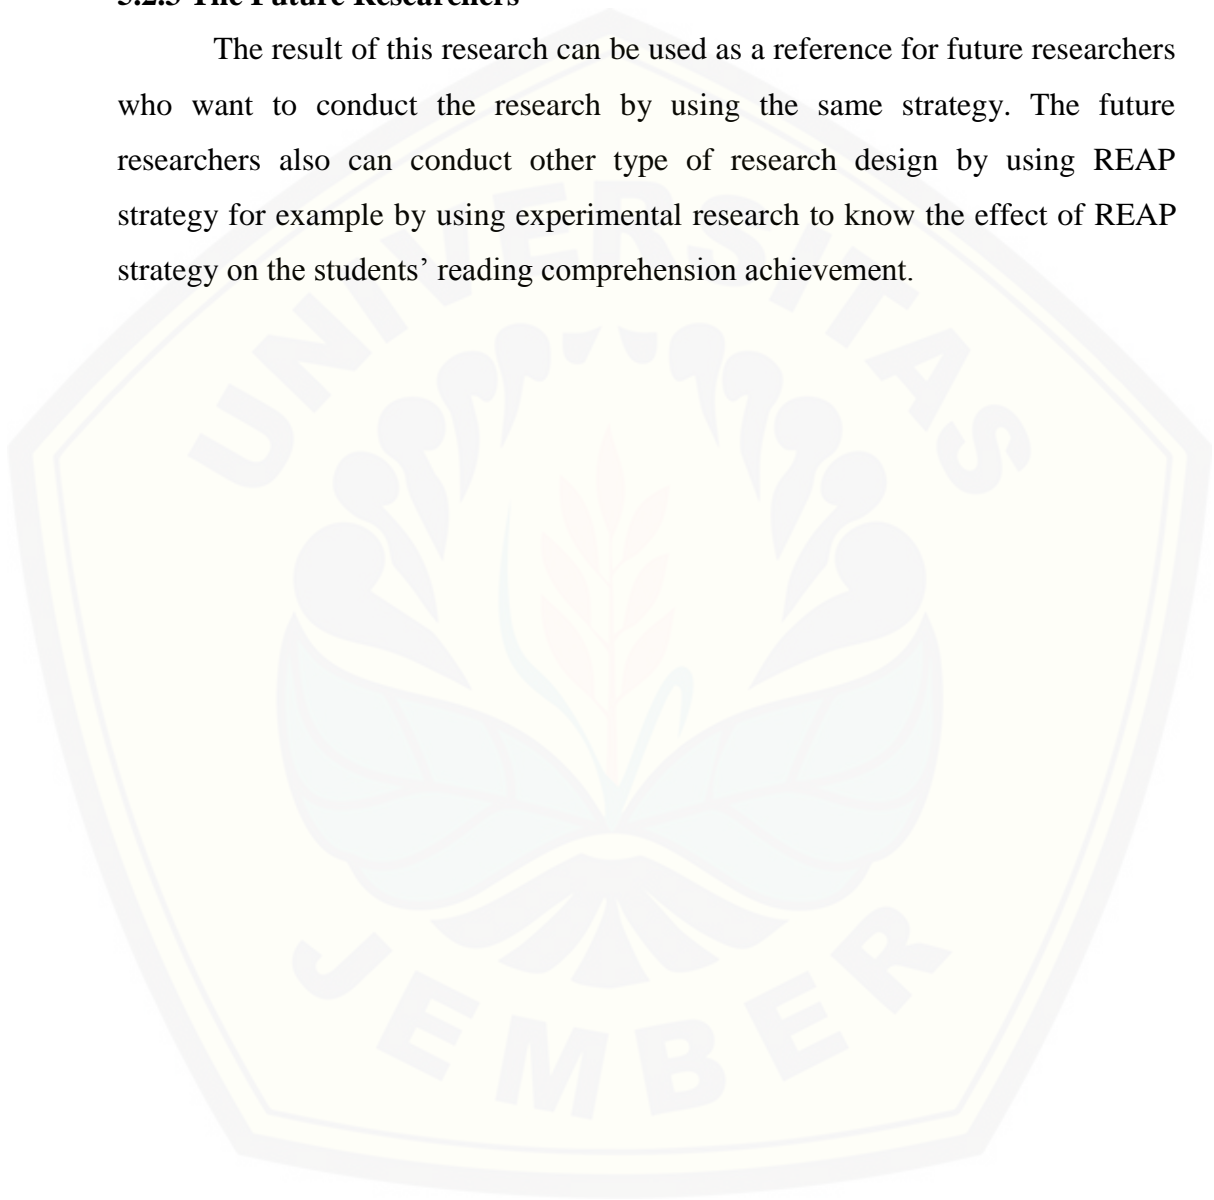 5.2.3 The Future Researchers
The result of this research can be used as a reference for future researchers
who want to conduct the research by using the same strategy. The future
researchers also can conduct other type of research design by using REAP
strategy for example by using experimental research to know the effect of REAP
strategy on the students’ reading comprehension achievement.
UNIVERSITAS
JEMBER